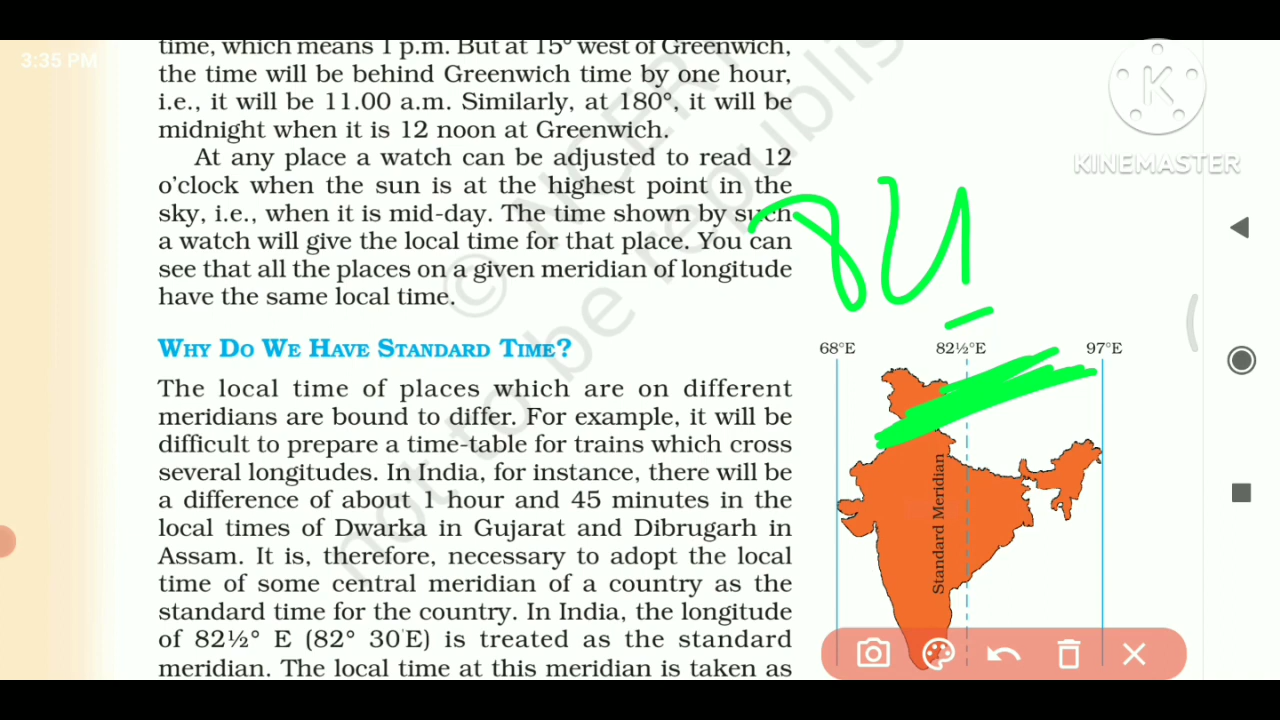 3:35 PM
time, which means 1 p.m. But at 15° west of Greenwich,
the time will be behind Greenwich time by one hour,
i.e., it will be 11.00 a.m. Similarly, at 180°, it will be
midnight when it is 12 noon at Greenwich.
At any place a watch can be adjusted to read 12
o'clock when the sun is at the highest point in the
sky, i.e., when it is mid-day. The time shown by such
a watch will give the local time for that place. You can
see that all the places on a given meridian of longitude
have the same local time.
WHY DO WE HAVE STANDARD TIME?
The local time of places which are on different
meridians are bound to differ. For example, it will be
difficult to prepare a time-table for trains which cross
several longitudes. In India, for instance, there will be
a difference of about 1 hour and 45 minutes in the
local times of Dwarka in Gujarat and Dibrugarh in
Assam. It is, therefore, necessary to adopt the local
time of some central meridian of a country as the
standard time for the country. In India, the longitude
of 82½° E (82° 30'E) is treated as the standard
meridian. The local time at this meridian is taken as
K
KINEMASTER
68°E 82½°E 97°E
Standard Meridian
© NCERT
not to be republis